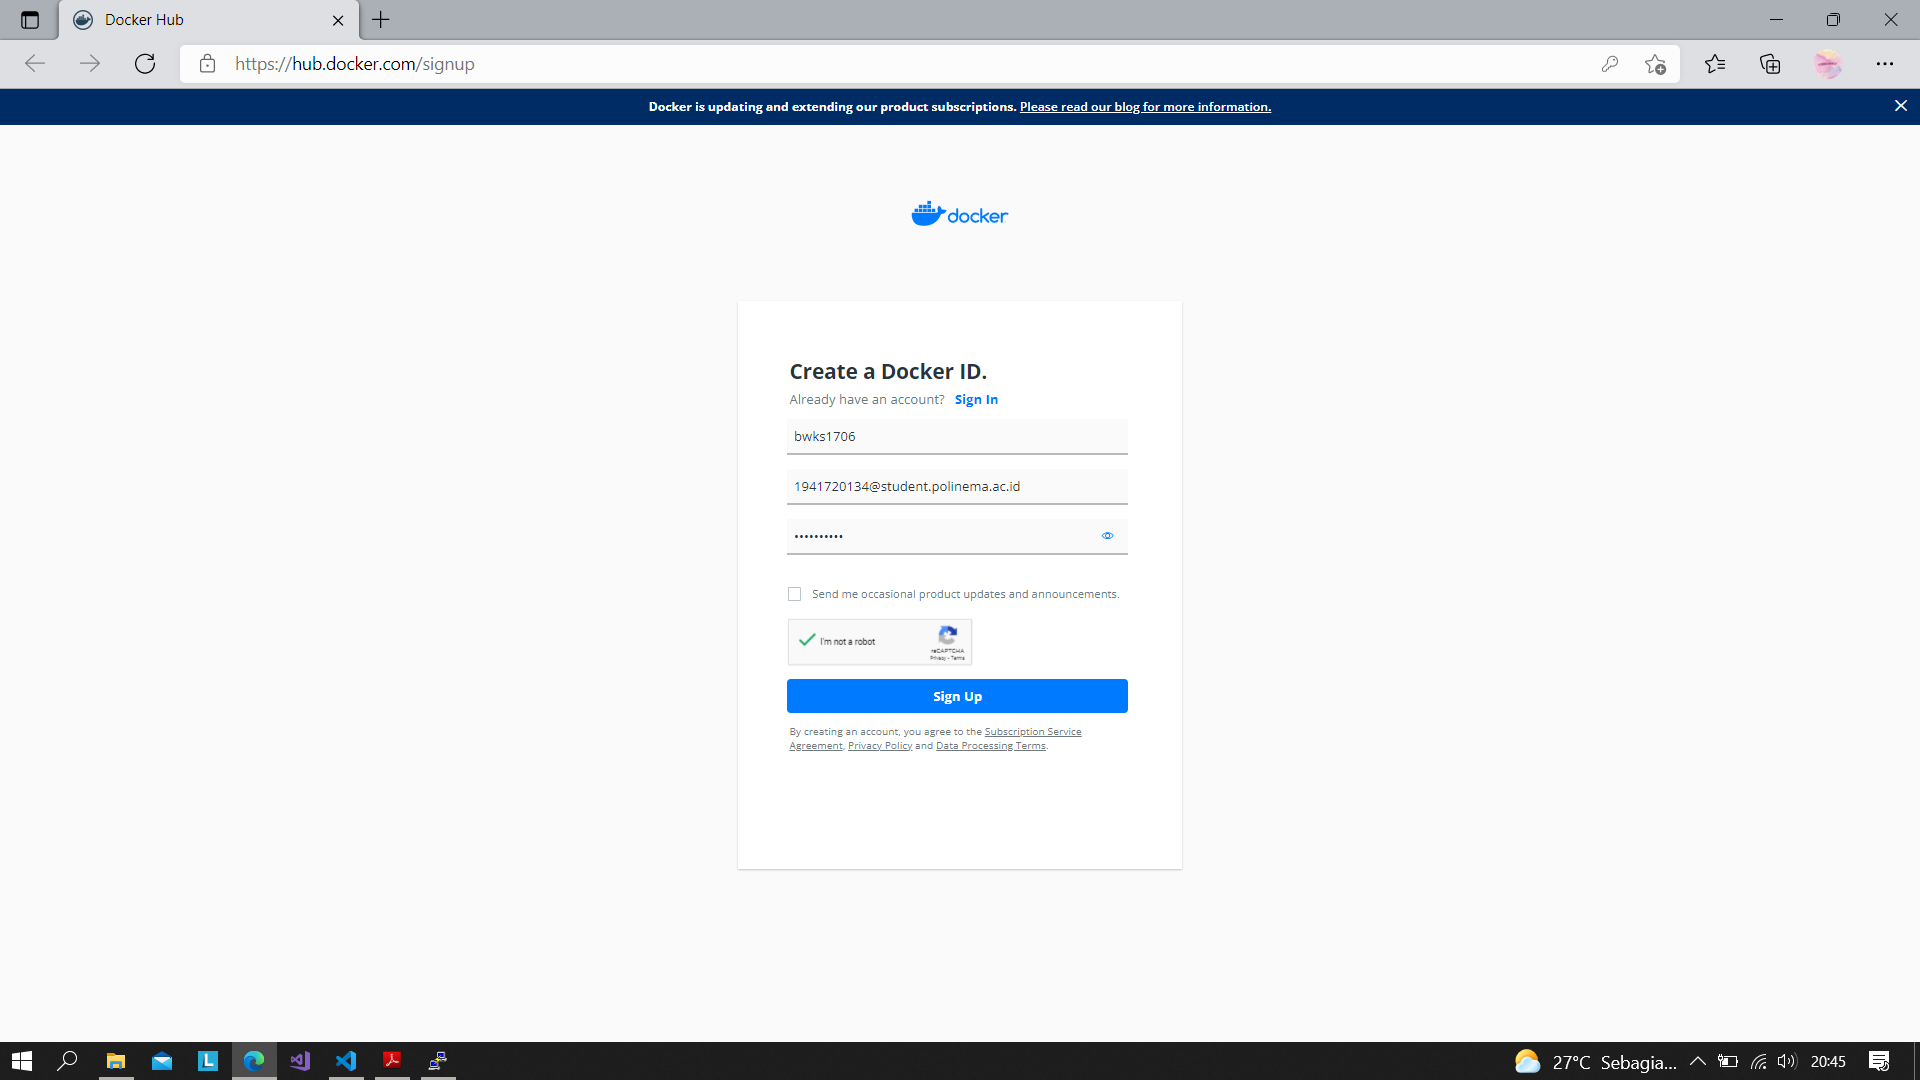 Docker Hub
https://hub.docker.com/signup
Docker is updating and extending our product subscriptions. Please read our blog for more information.
docker
Create a Docker ID.
Already have an account? Sign In
bwks1706
1941720134@student.polinema.ac.id
••••••••••
Send me occasional product updates and announcements.
I'm not a robot
reCAPTCHA
Privacy - Terms
Sign Up
By creating an account, you agree to the Subscription Service
Agreement, Privacy Policy and Data Processing Terms.
27°C Sebagia... 20:45